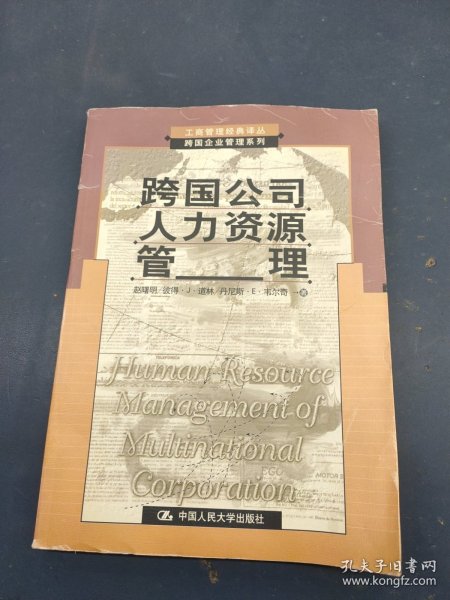 工商管理经典译丛
跨国企业管理系列
跨国公司
人力资源
管 理
赵曙明 彼得·J·道林 丹尼斯·E·韦尔奇 著
Human Resource
Management of
Multinational
Corporation
中国人民大学出版社
孔夫子旧书网
www.kongfz.com